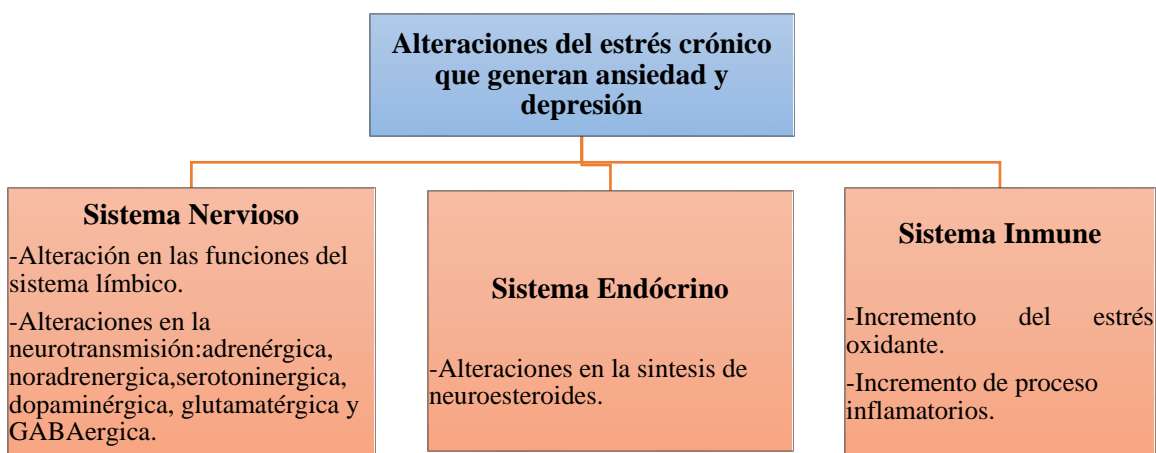 Alteraciones del estrés crónico
que generan ansiedad y
depresión
Sistema Nervioso
-Alteración en las funciones del
sistema límbico.
-Alteraciones en la
neurotransmisión:adrenérgica,
noradrenergica,serotoninergica,
dopaminérgica, glutamatérgica y
GABAergica.
Sistema Endócrino
-Alteraciones en la sintesis de
neuroesteroides.
Sistema Inmune
-Incremento del estrés
oxidante.
-Incremento de proceso
inflamatorios.